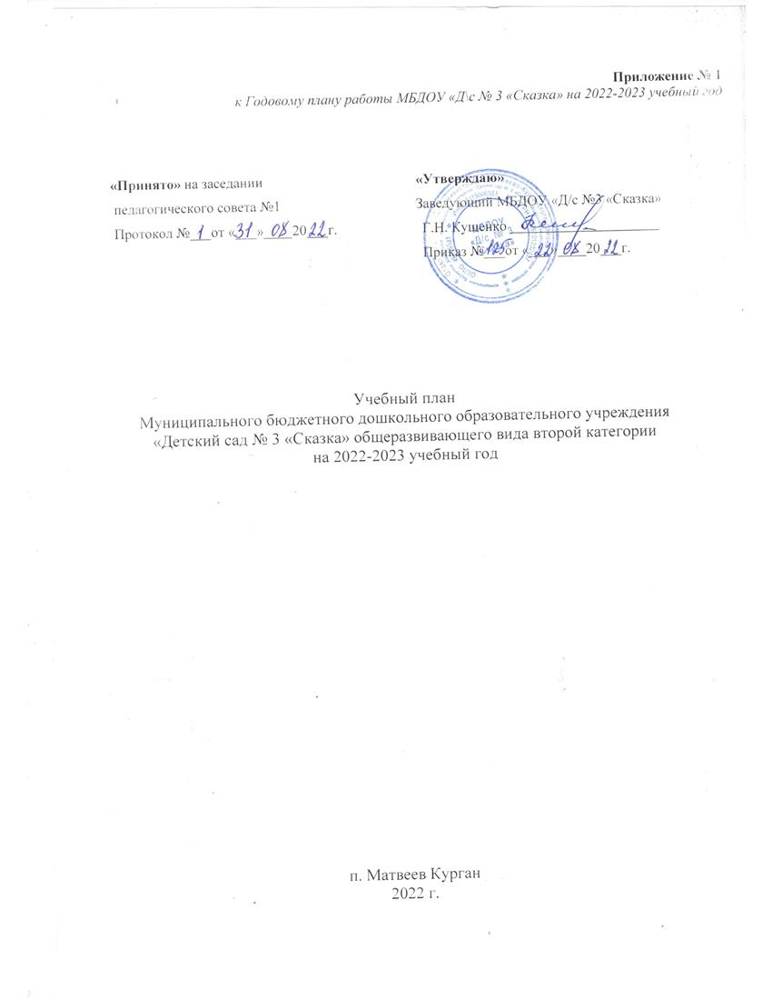 Приложение № 1
к Годовому плану работы МБДОУ «Д\с № 3 «Сказка» на 2022-2023 учебный год
«Принято» на заседании
педагогического совета №1
Протокол № 1 от «31» 08 2022 г.
«Утверждаю»
Заведующий МБДОУ «Д/с №3 «Сказка»
Г.Н. Кущенко
Приказ № 125 от «22» 08 2022 г.
Учебный план
Муниципального бюджетного дошкольного образовательного учреждения
«Детский сад № 3 «Сказка» общеразвивающего вида второй категории
на 2022-2023 учебный год
п. Матвеев Курган
2022 г.